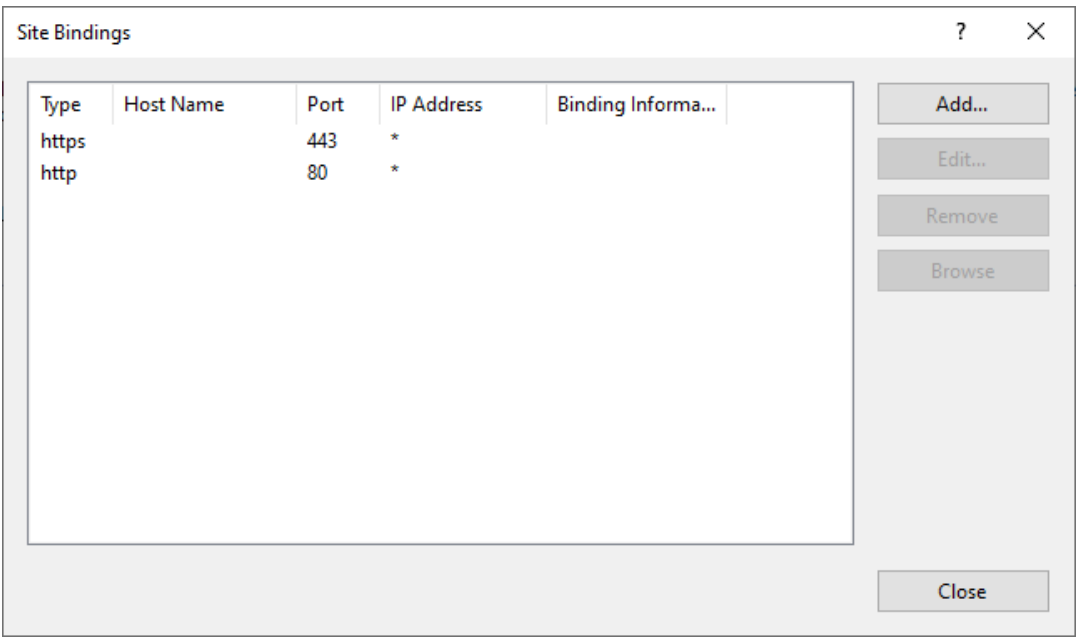 Site Bindings ?
Type Host Name Port IP Address Binding Informa...
https 443 *
http 80 *
Add...
Edit...
Remove
Browse
Close